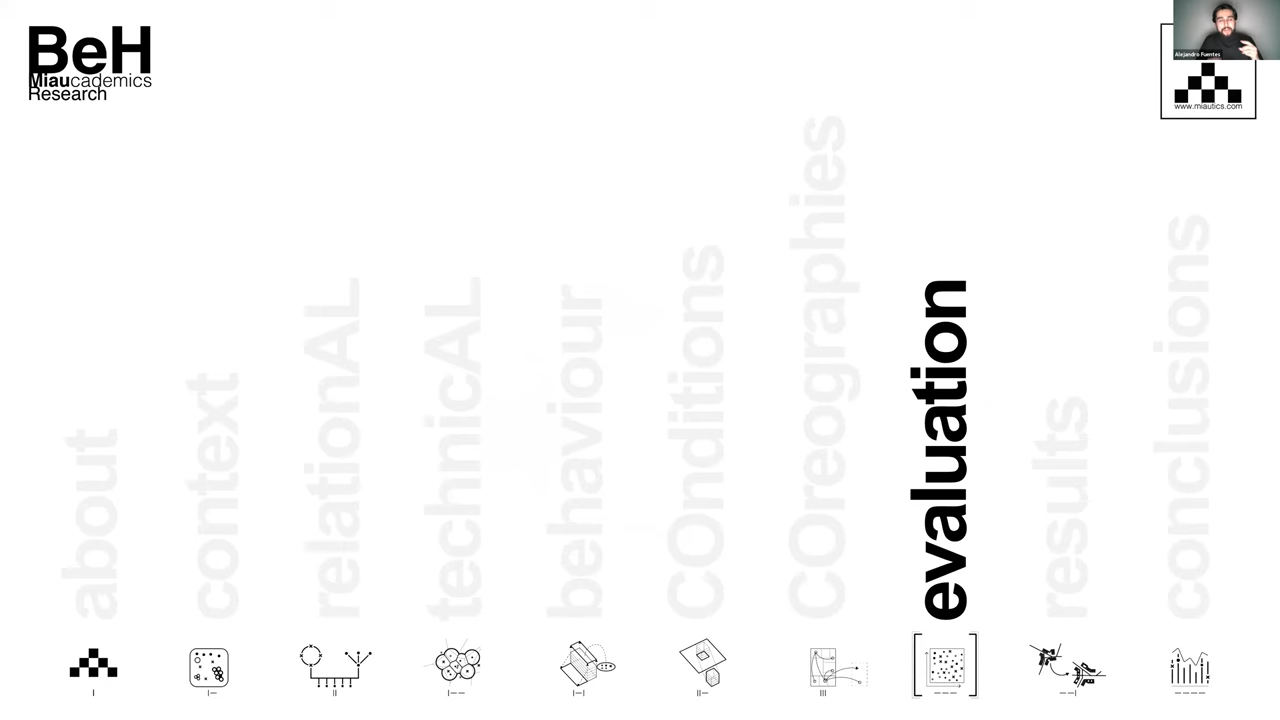 BeH
Miaucademics
Research
Alejandro Fuentes
www.miautics.com
about
context
relationAL
technicAL
behaviour
COnditions
COreographies
evaluation
results
conclusions